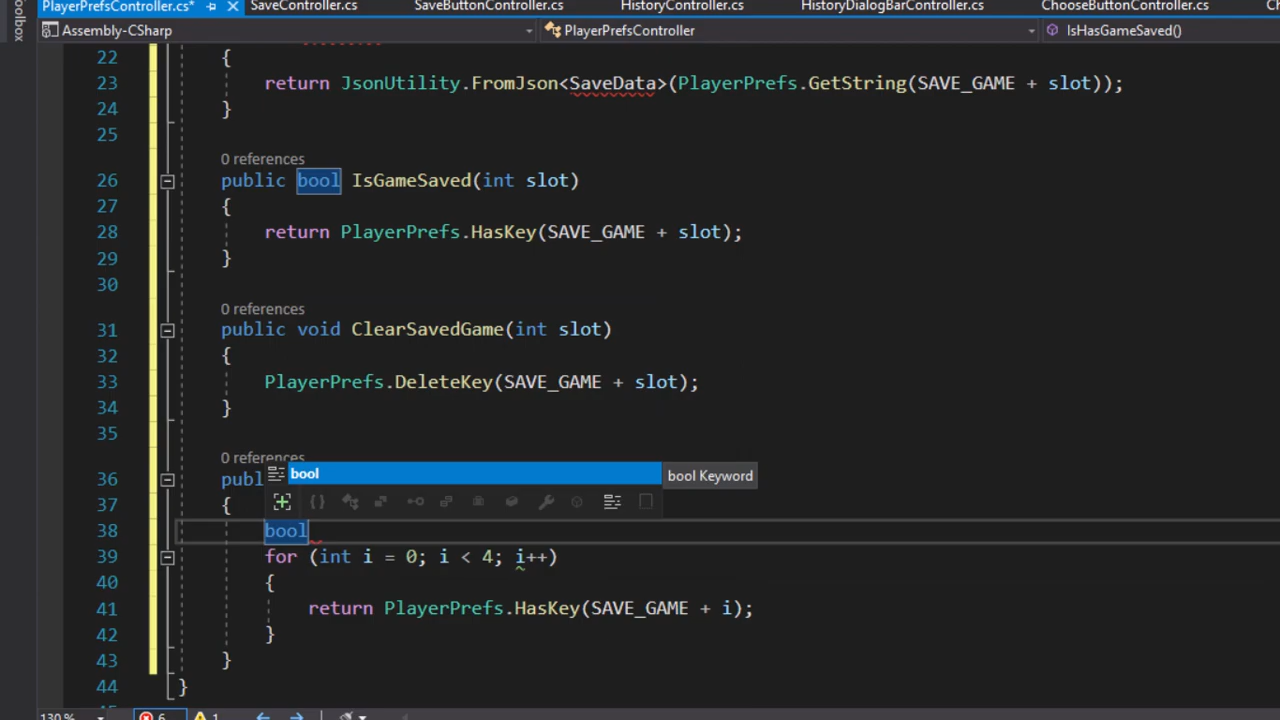 PlayerPrefsController.cs* SaveController.cs SaveButtonController.cs HistoryController.cs HistoryDialogBarController.cs ChooseButtonController.cs
Toolbox
Assembly-CSharp PlayerPrefsController IsHasGameSaved()
22 {
23 return JsonUtility.FromJson<SaveData>(PlayerPrefs.GetString(SAVE_GAME + slot));
24 }
25
0 references
26 public bool IsGameSaved(int slot)
27 {
28 return PlayerPrefs.HasKey(SAVE_GAME + slot);
29 }
30
0 references
31 public void ClearSavedGame(int slot)
32 {
33 PlayerPrefs.DeleteKey(SAVE_GAME + slot);
34 }
35
0 references
bool bool Keyword
36 publ
37 {
38 bool
39 for (int i = 0; i < 4; i++)
40 {
41 return PlayerPrefs.HasKey(SAVE_GAME + i);
42 }
43 }
44 }
130 % 6 1